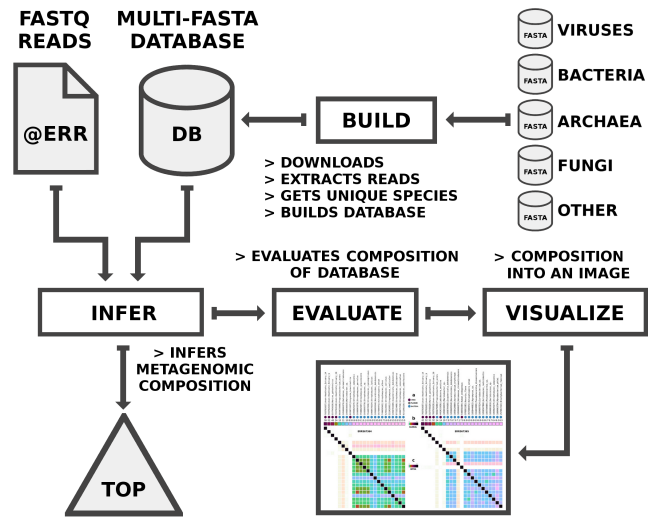 FASTQ
READS
MULTI-FASTA
DATABASE
@ERR
DB
BUILD
FASTA
VIRUSES
FASTA
BACTERIA
FASTA
ARCHAEA
FASTA
FUNGI
FASTA
OTHER
> DOWNLOADS
> EXTRACTS READS
> GETS UNIQUE SPECIES
> BUILDS DATABASE
> EVALUATES COMPOSITION
OF DATABASE
> COMPOSITION
INTO AN IMAGE
INFER
EVALUATE
VISUALIZE
> INFERS
METAGENOMIC
COMPOSITION
TOP
a
b
c